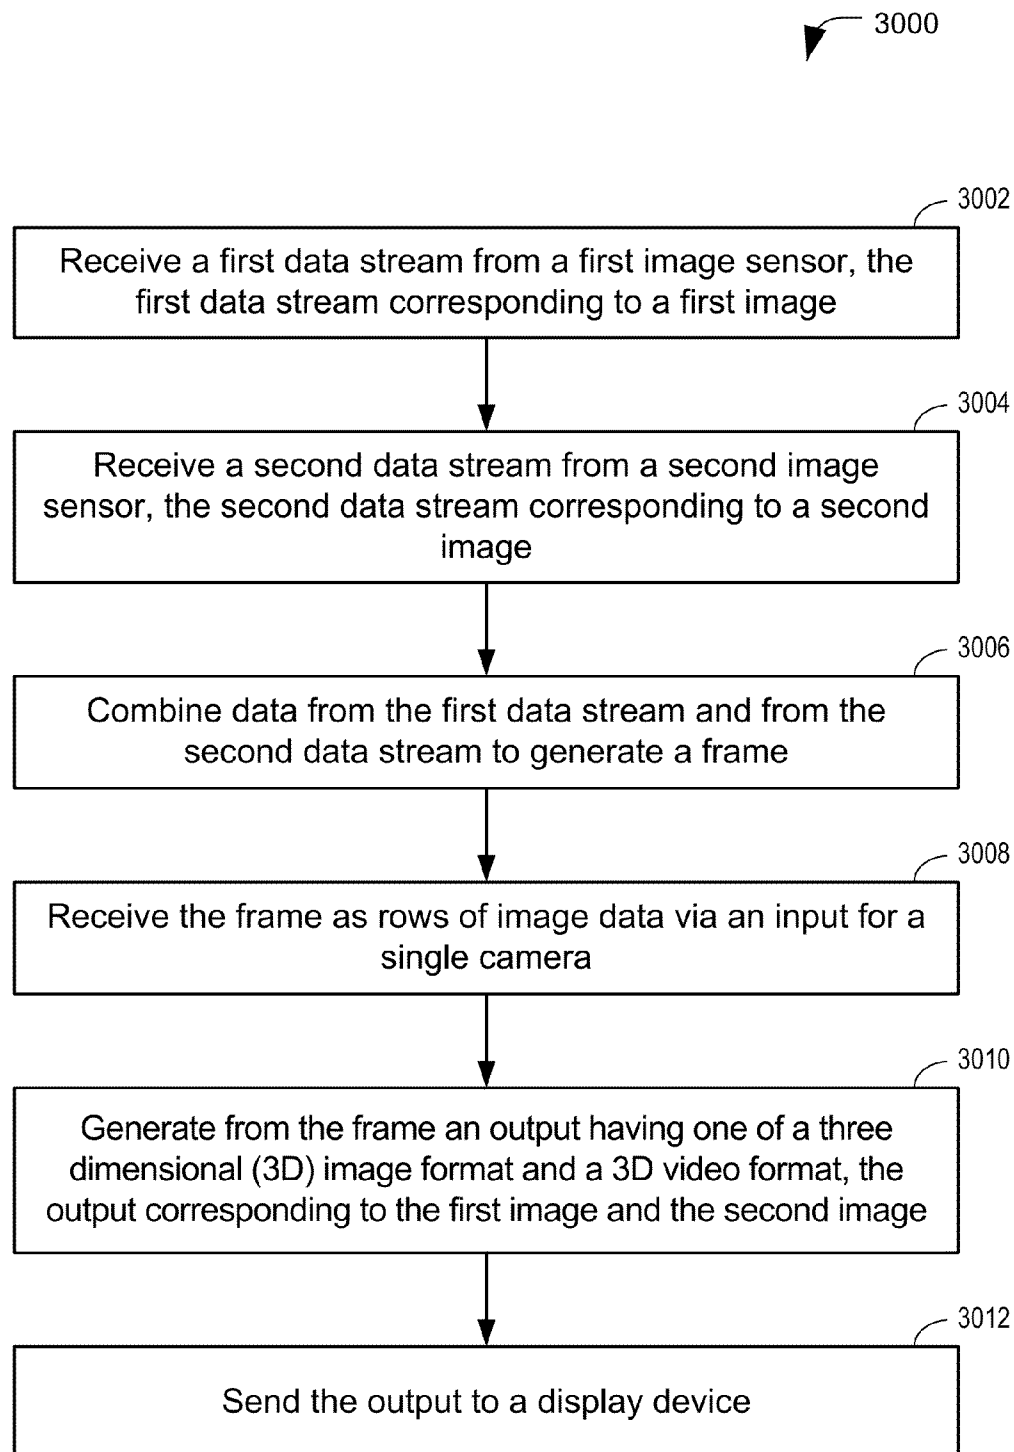 3000
3002
Receive a first data stream from a first image sensor, the
first data stream corresponding to a first image
3004
Receive a second data stream from a second image
sensor, the second data stream corresponding to a second
image
3006
Combine data from the first data stream and from the
second data stream to generate a frame
3008
Receive the frame as rows of image data via an input for a
single camera
3010
Generate from the frame an output having one of a three
dimensional (3D) image format and a 3D video format, the
output corresponding to the first image and the second image
3012
Send the output to a display device